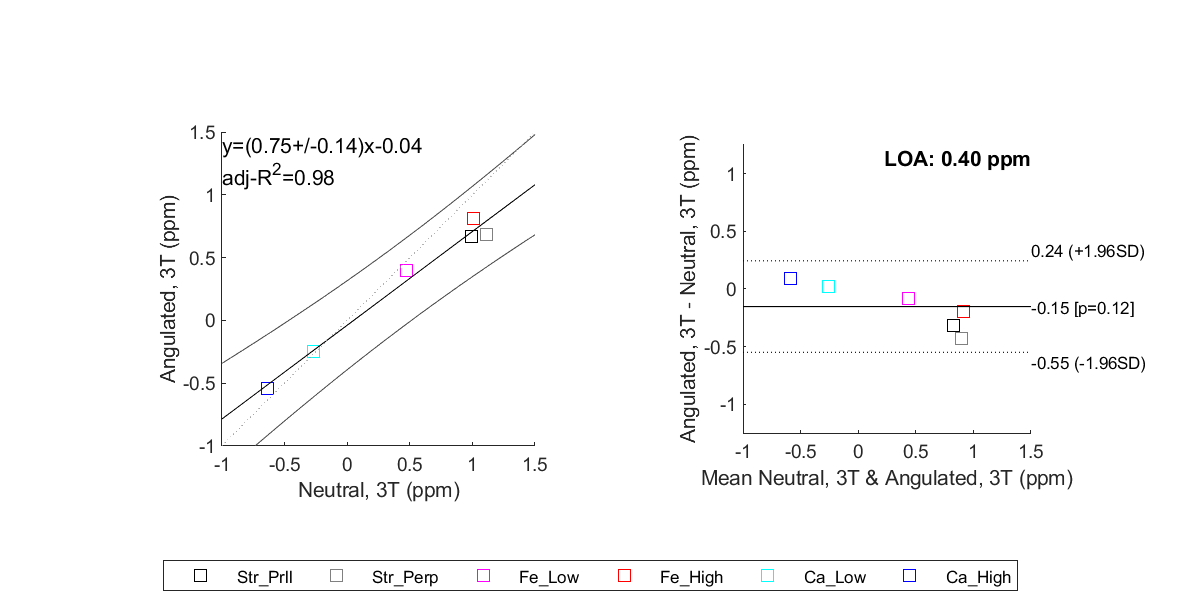 y=(0.75+/-0.14)x-0.04
adj-R²=0.98
1.5
1
0.5
0
-0.5
-1
-1 -0.5 0 0.5 1 1.5
Angulated, 3T (ppm)
Neutral, 3T (ppm)
LOA: 0.40 ppm
1
0.5
0
-0.5
-1
-1 -0.5 0 0.5 1 1.5
0.24 (+1.96SD)
-0.15 [p=0.12]
-0.55 (-1.96SD)
Angulated, 3T - Neutral, 3T (ppm)
Mean Neutral, 3T & Angulated, 3T (ppm)
Str_Prll Str_Perp Fe_Low Fe_High Ca_Low Ca_High